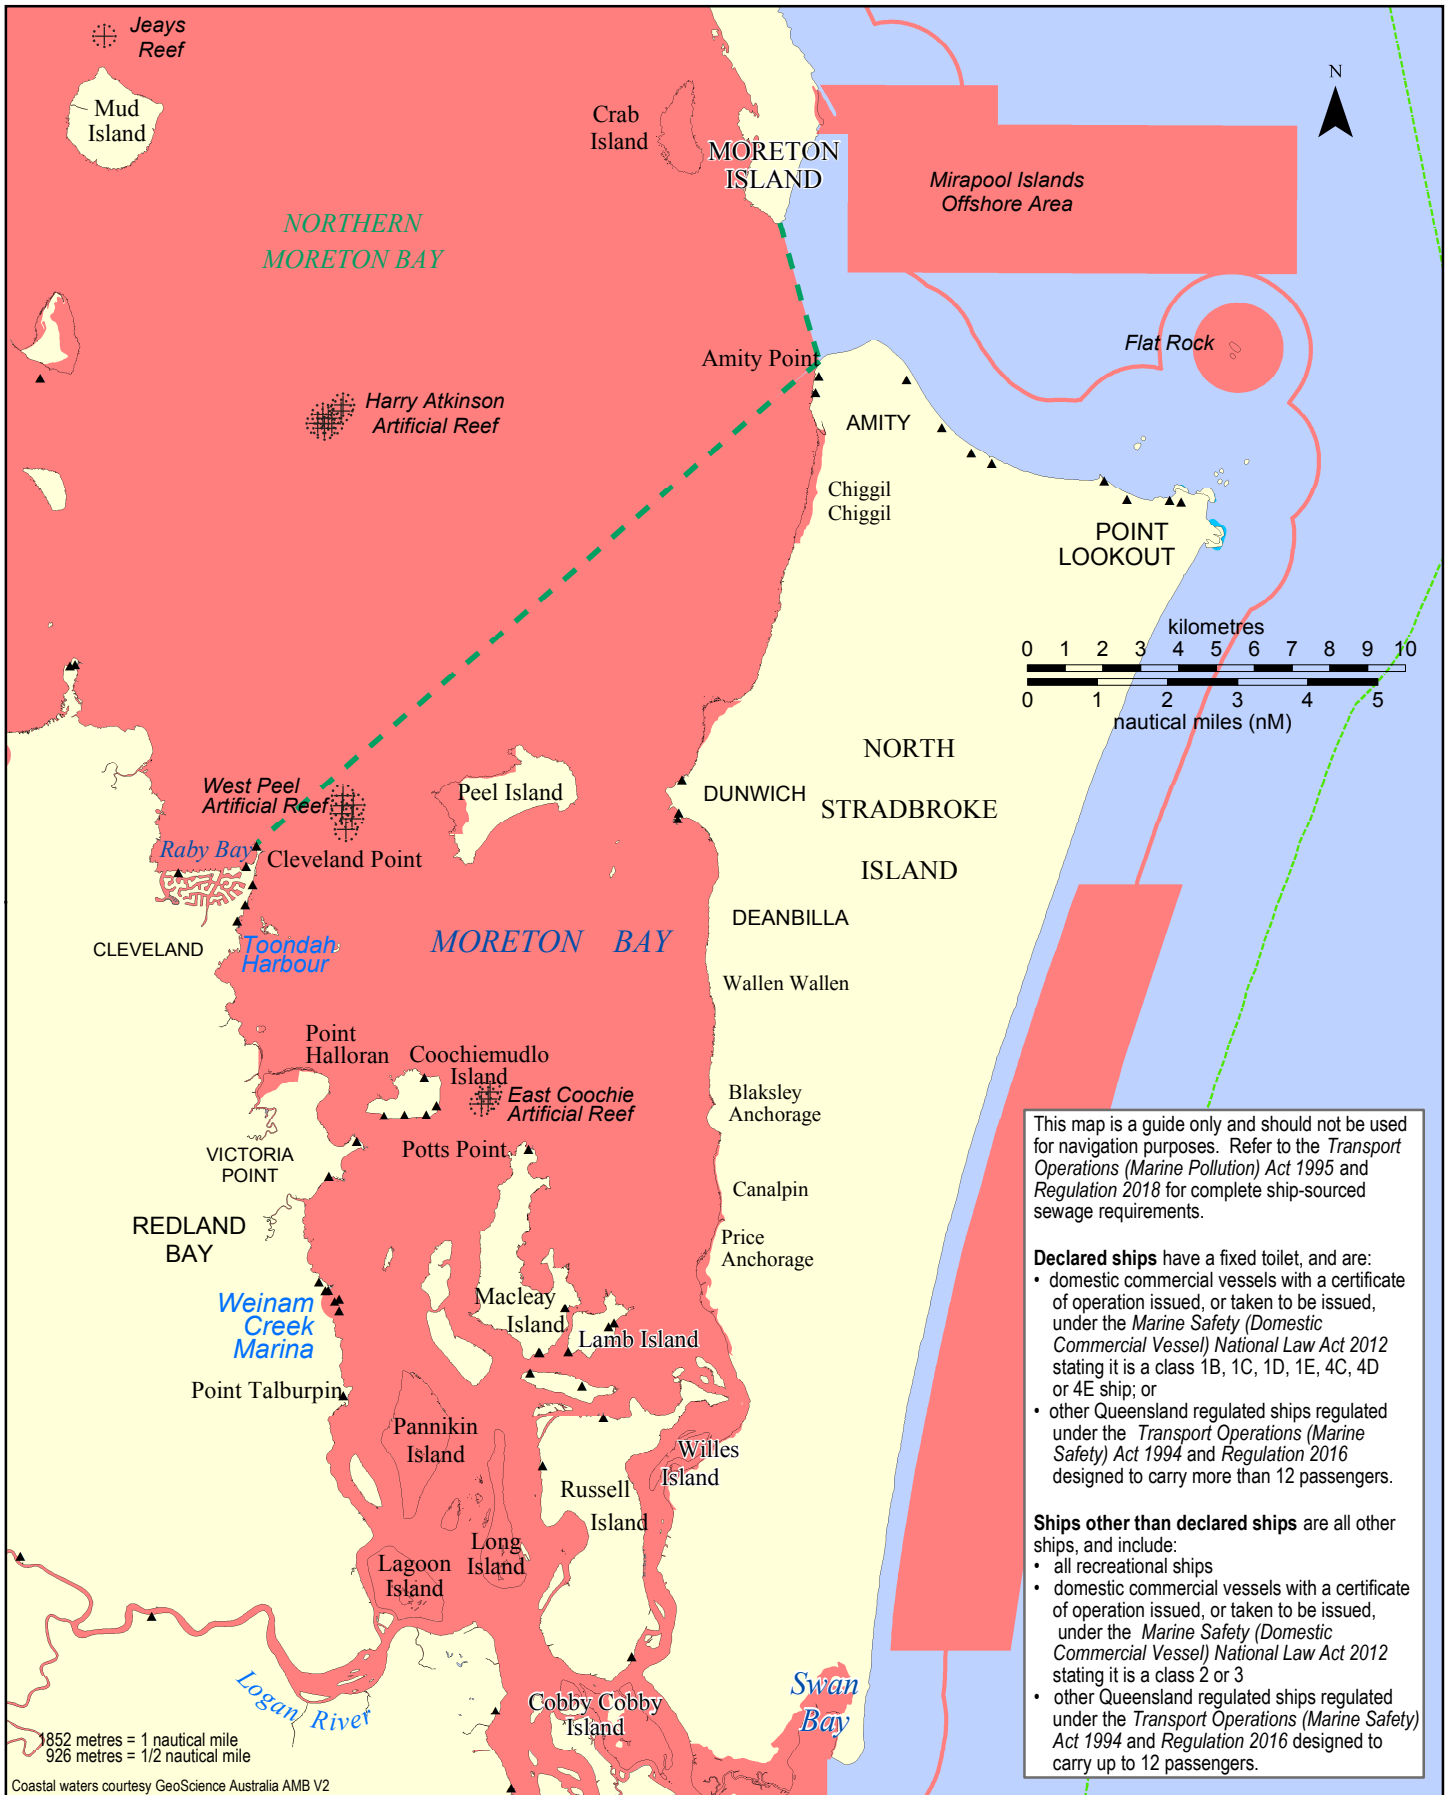 Jeays
Reef
Mud
Island
Crab
Island
MORETON
ISLAND
N
Mirapool Islands
Offshore Area
NORTHERN
MORETON BAY
Flat Rock
Amity Point
Harry Atkinson
Artificial Reef
AMITY
Chiggil
Chiggil
POINT
LOOKOUT
kilometres
0 1 2 3 4 5 6 7 8 9 10
0 1 2 3 4 5
nautical miles (nM)
NORTH
STRADBROKE
ISLAND
West Peel
Artificial Reef
Peel Island
DUNWICH
Raby Bay
Cleveland Point
DEANBILLA
CLEVELAND
Toondah
Harbour
MORETON BAY
Wallen Wallen
Point
Halloran
Coochiemudlo
Island
East Coochie
Artificial Reef
Blaksley
Anchorage
VICTORIA
POINT
Potts Point
Canalpin
REDLAND
BAY
Price
Anchorage
Weinam
Creek
Marina
Macleay
Island
Lamb Island
Point Talburpin
Pannikin
Island
Willes
Island
Russell
Island
Long
Island
Lagoon
Island
Logan River
Cobby Cobby
Island
Swan
Bay
1852 metres = 1 nautical mile
926 metres = 1/2 nautical mile
Coastal waters courtesy GeoScience Australia AMB V2
This map is a guide only and should not be used
for navigation purposes. Refer to the Transport
Operations (Marine Pollution) Act 1995 and
Regulation 2018 for complete ship-sourced
sewage requirements.
Declared ships have a fixed toilet, and are:
• domestic commercial vessels with a certificate
of operation issued, or taken to be issued,
under the Marine Safety (Domestic
Commercial Vessel) National Law Act 2012
stating it is a class 1B, 1C, 1D, 1E, 4C, 4D
or 4E ship; or
• other Queensland regulated ships regulated
under the Transport Operations (Marine
Safety) Act 1994 and Regulation 2016
designed to carry more than 12 passengers.
Ships other than declared ships are all other
ships, and include:
• all recreational ships
• domestic commercial vessels with a certificate
of operation issued, or taken to be issued,
under the Marine Safety (Domestic
Commercial Vessel) National Law Act 2012
stating it is a class 2 or 3
• other Queensland regulated ships regulated
under the Transport Operations (Marine Safety)
Act 1994 and Regulation 2016 designed to
carry up to 12 passengers.